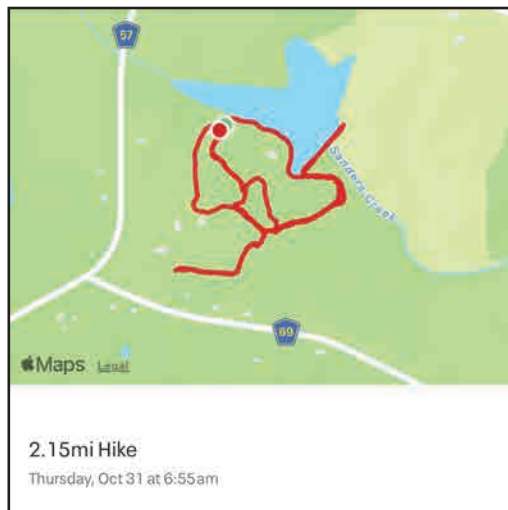 57
Sanders Creek
69
Maps Legal
2.15mi Hike
Thursday, Oct 31 at 6:55am